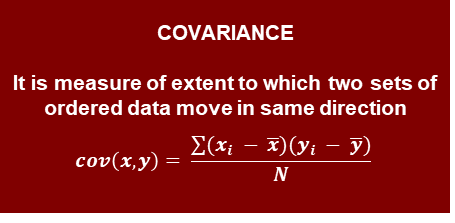 COVARIANCE
It is measure of extent to which two sets of
ordered data move in same direction
cov(x,y) = ∑(xᵢ − x̅)(yᵢ − y̅) / N